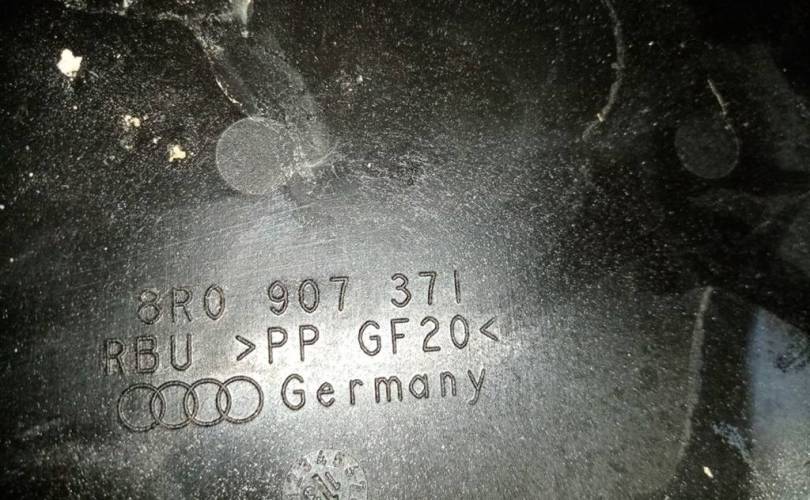 8R0 907 371
RBU >PP GF20<
Germany